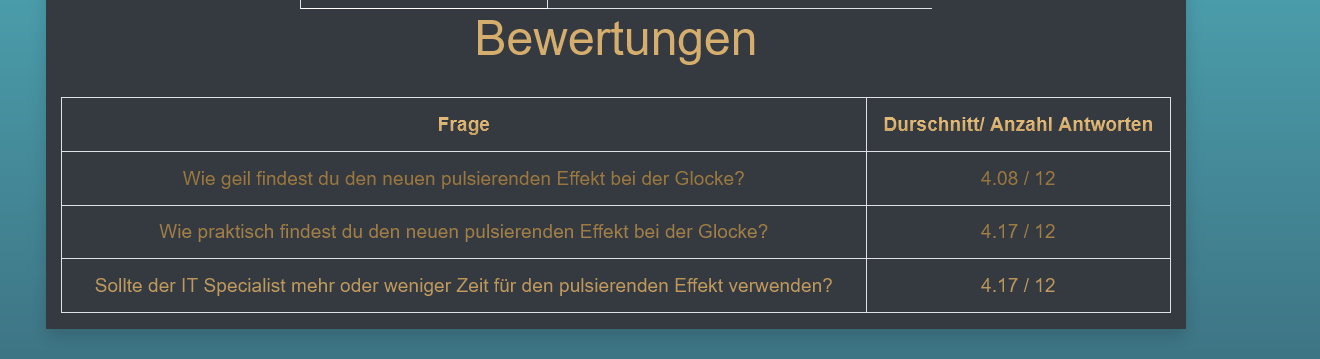 Bewertungen
Frage Durschnitt/ Anzahl Antworten
Wie geil findest du den neuen pulsierenden Effekt bei der Glocke? 4.08 / 12
Wie praktisch findest du den neuen pulsierenden Effekt bei der Glocke? 4.17 / 12
Sollte der IT Specialist mehr oder weniger Zeit für den pulsierenden Effekt verwenden? 4.17 / 12